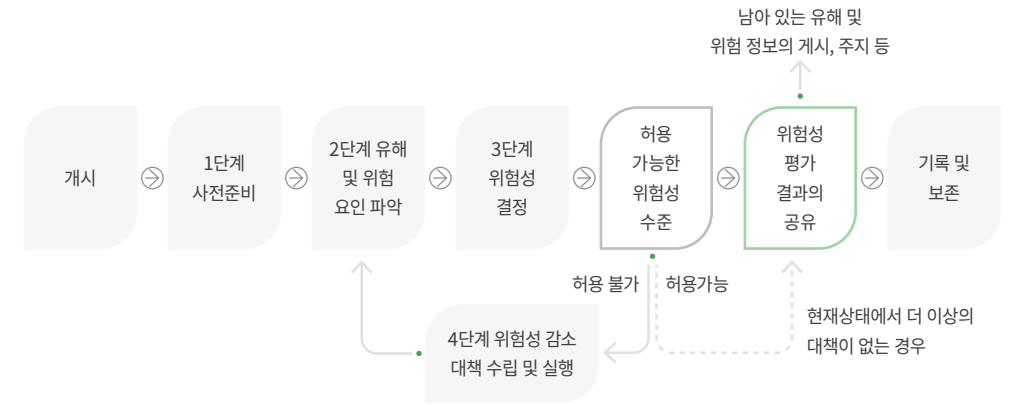 남아 있는 유해 및
위험 정보의 게시, 주지 등
개시
1단계
사전준비
2단계 유해
및 위험
요인 파악
3단계
위험성
결정
허용
가능한
위험성
수준
위험성
평가
결과의
공유
기록 및
보존
허용 불가
허용가능
4단계 위험성 감소
대책 수립 및 실행
현재상태에서 더 이상의
대책이 없는 경우